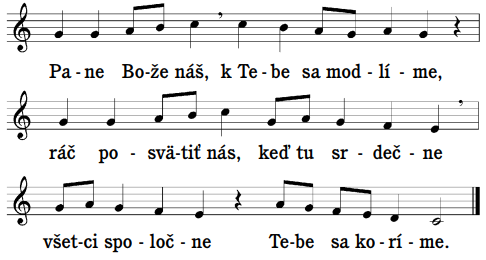 Pa - ne Bo - že náš, k Te - be sa mod - lí - me,
ráč po - svä - tiť nás, keď tu sr - deč - ne
všet - ci spo - loč - ne Te - be sa ko - rí - me.